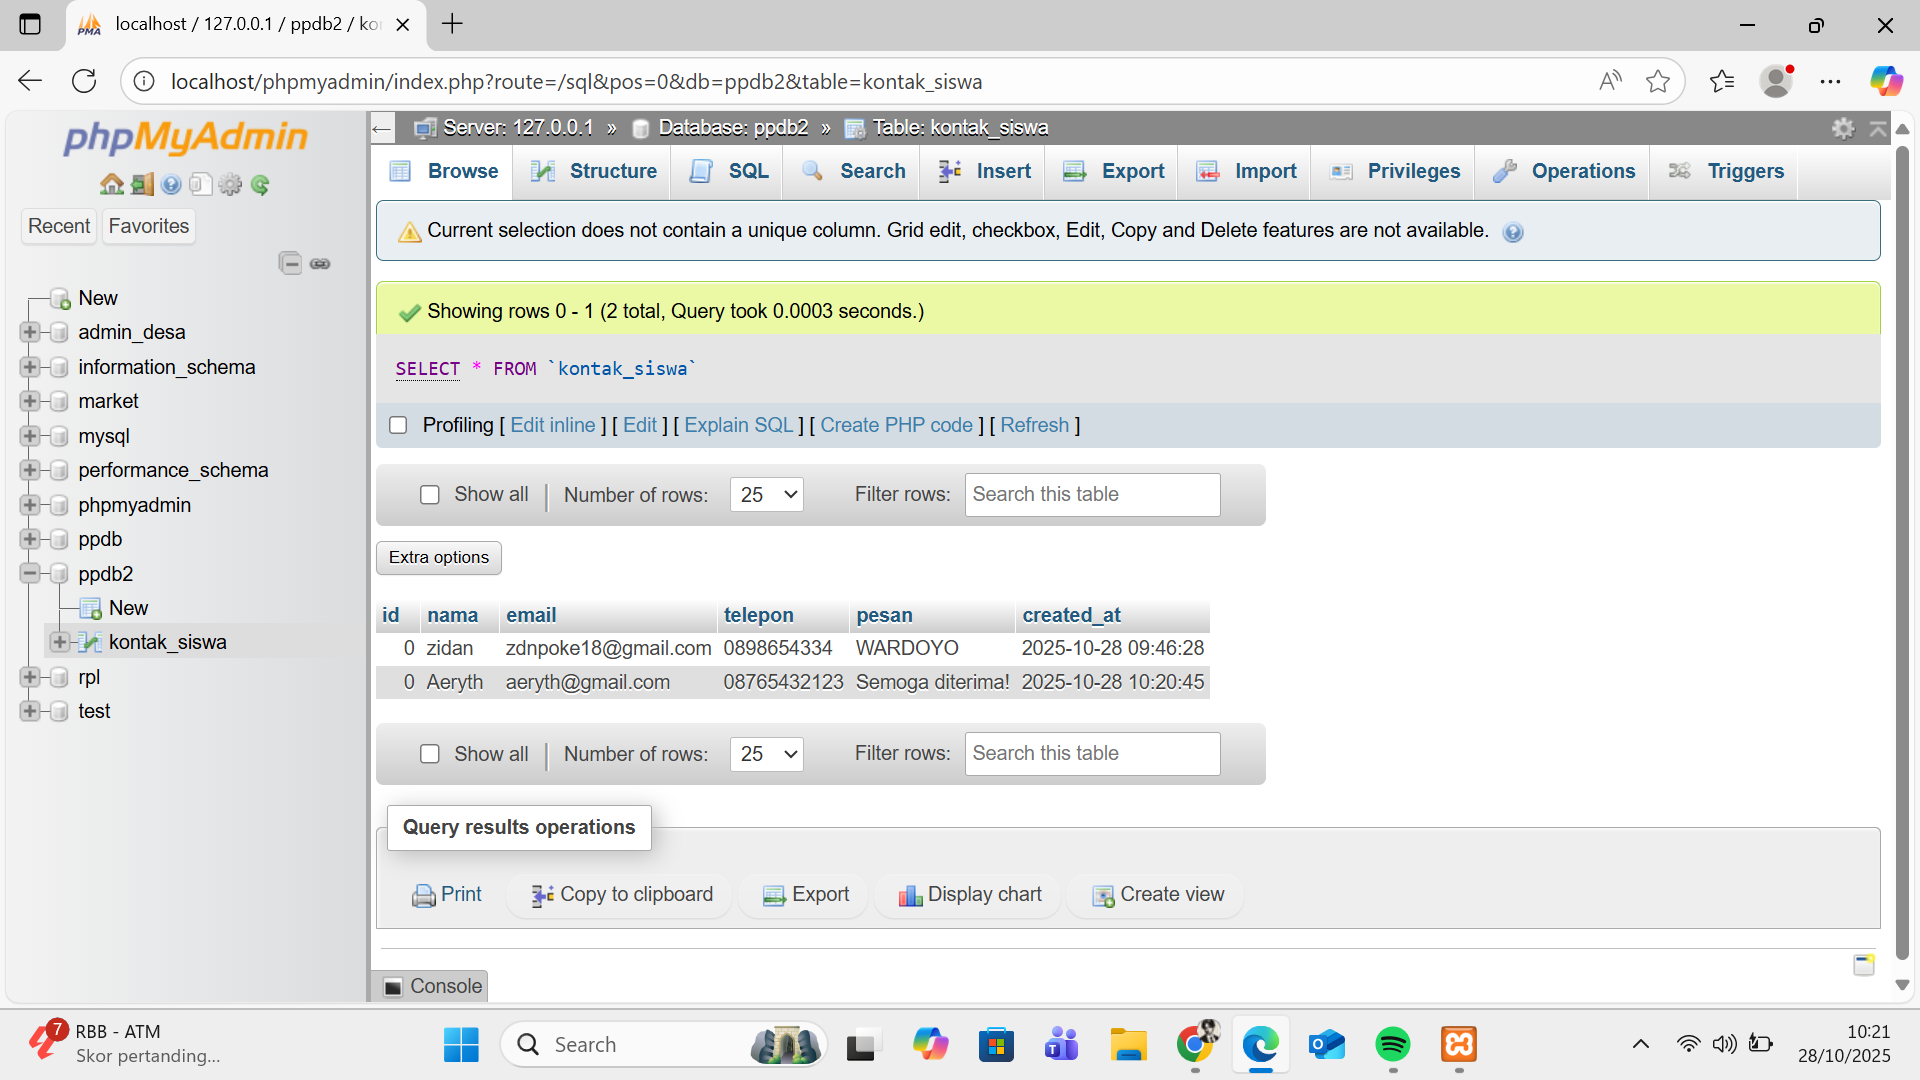 localhost / 127.0.0.1 / ppdb2 / ko
localhost/phpmyadmin/index.php?route=/sql&pos=0&db=ppdb2&table=kontak_siswa
phpMyAdmin
Recent
Favorites
New
admin_desa
information_schema
market
mysql
performance_schema
phpmyadmin
ppdb
ppdb2
New
kontak_siswa
rpl
test
Server: 127.0.0.1 » Database: ppdb2 » Table: kontak_siswa
Browse Structure SQL Search Insert Export Import Privileges Operations Triggers
Current selection does not contain a unique column. Grid edit, checkbox, Edit, Copy and Delete features are not available.
Showing rows 0 - 1 (2 total, Query took 0.0003 seconds.)
SELECT * FROM `kontak_siswa`
Profiling [ Edit inline ] [ Edit ] [ Explain SQL ] [ Create PHP code ] [ Refresh ]
Show all Number of rows: 25 Filter rows: Search this table
Extra options
id nama email telepon pesan created_at
0 zidan zdnpoke18@gmail.com 0898654334 WARDOYO 2025-10-28 09:46:28
0 Aeryth aeryth@gmail.com 08765432123 Semoga diterima! 2025-10-28 10:20:45
Show all Number of rows: 25 Filter rows: Search this table
Query results operations
Print Copy to clipboard Export Display chart Create view
Console
7
RBB - ATM
Skor pertanding...
Search
10:21
28/10/2025